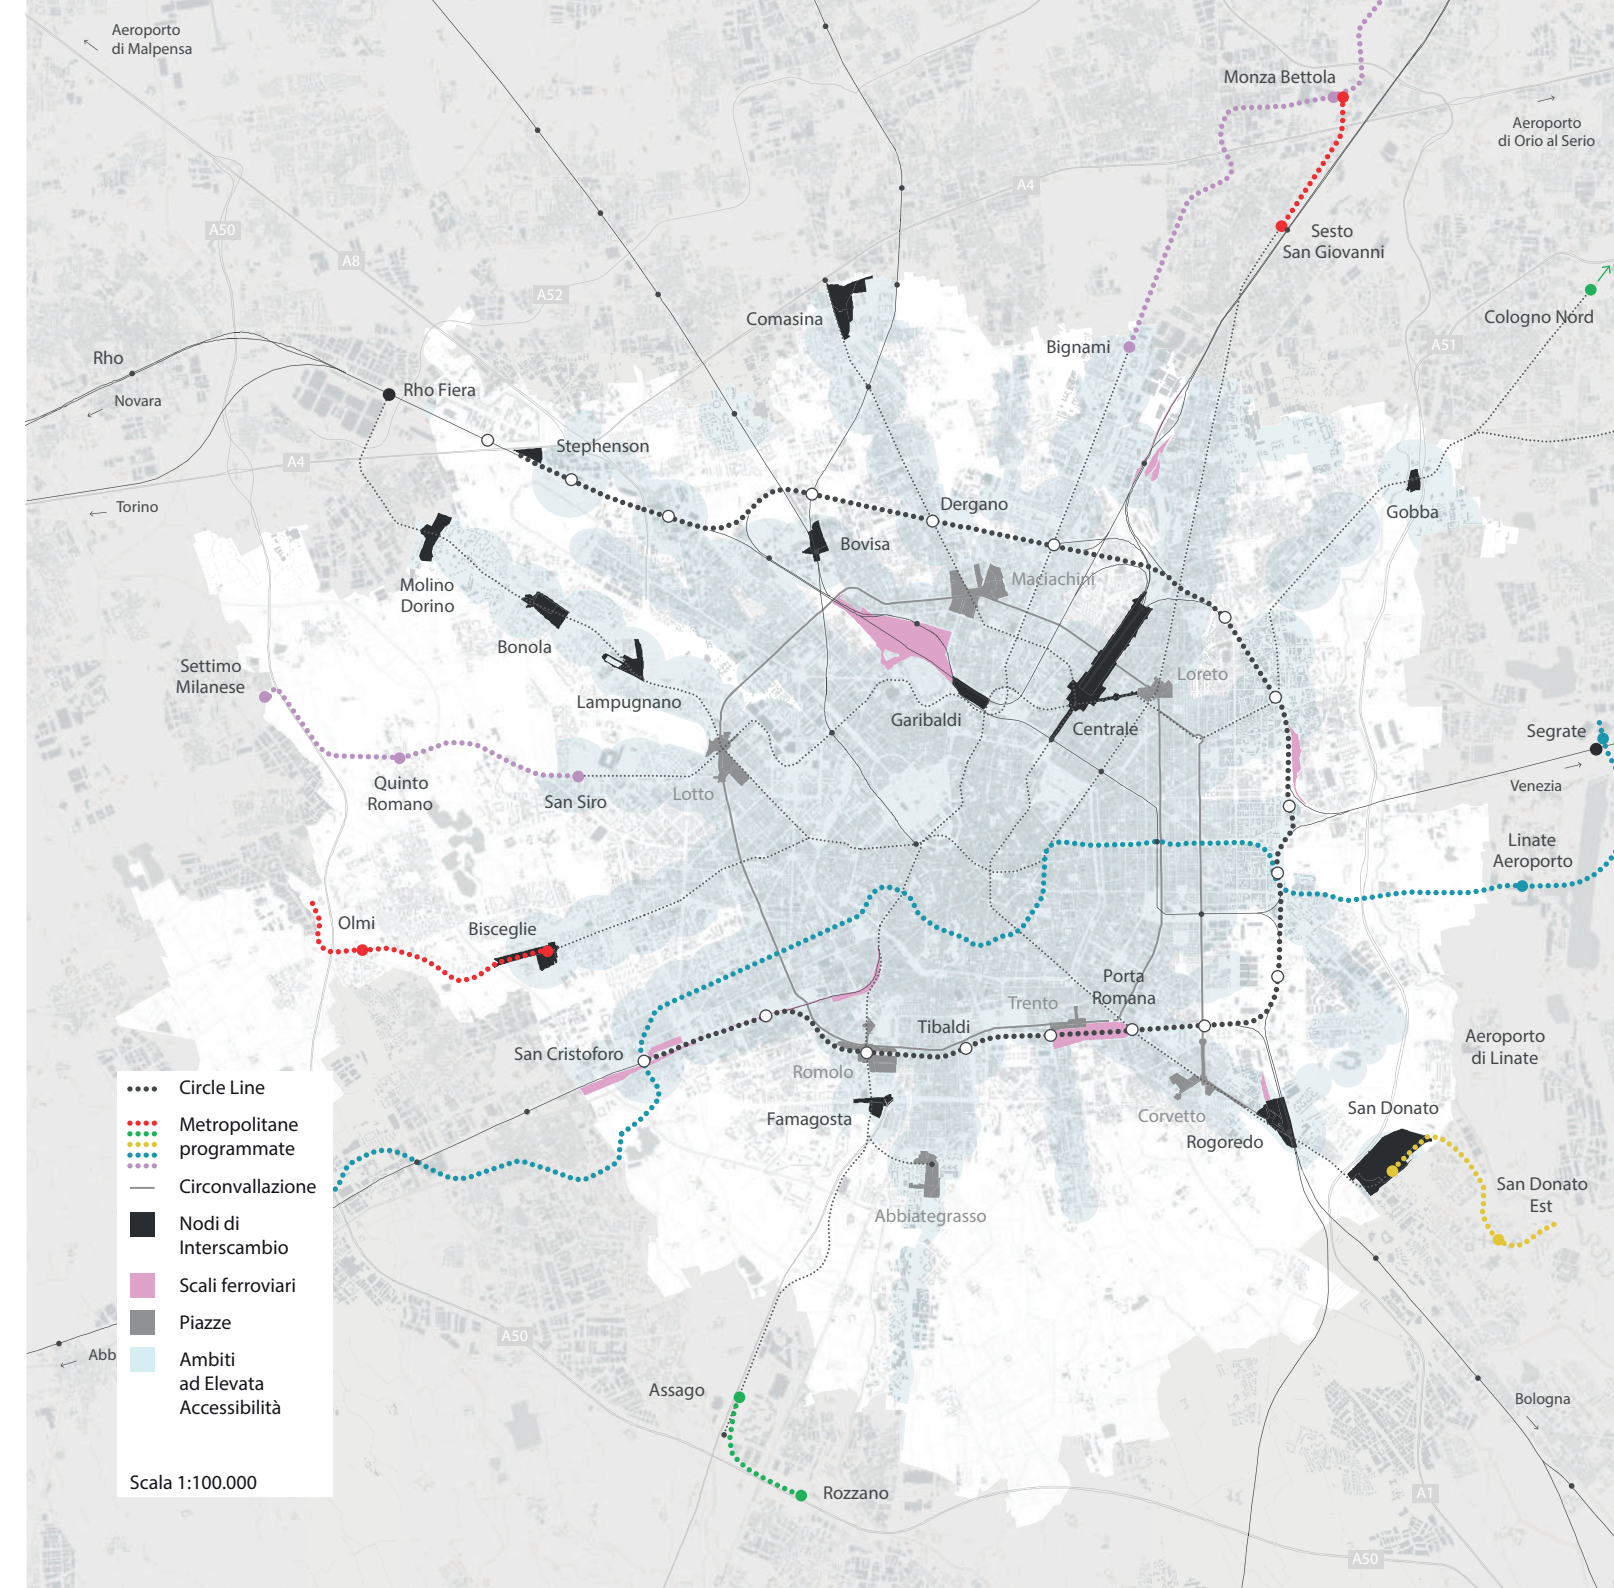 Aeroporto
di Malpensa
Monza Bettola
Aeroporto
di Orio al Serio
A4
A50
A8
A52
Sesto
San Giovanni
Comasina
Bignami
Cologno Nord
A51
Rho
Novara
Rho Fiera
Stephenson
A4
Torino
Dergano
Gobba
Bovisa
Molino
Dorino
Maciachini
Bonola
Settimo
Milanese
Lampugnano
Loreto
Garibaldi
Centrale
Segrate
Venezia
Quinto
Romano
San Siro
Lotto
Linate
Aeroporto
Olmi
Bisceglie
Porta
Romana
Trento
Tibaldi
San Cristoforo
Romolo
Aeroporto
di Linate
Famagosta
Corvetto
Rogoredo
San Donato
San Donato
Est
Abbiategrasso
Circle Line
Metropolitane
programmate
Circonvallazione
Nodi di
Interscambio
Scali ferroviari
Piazze
Ambiti
ad Elevata
Accessibilità
Scala 1:100.000
Abb
A50
Assago
Rozzano
Bologna
A1
A50